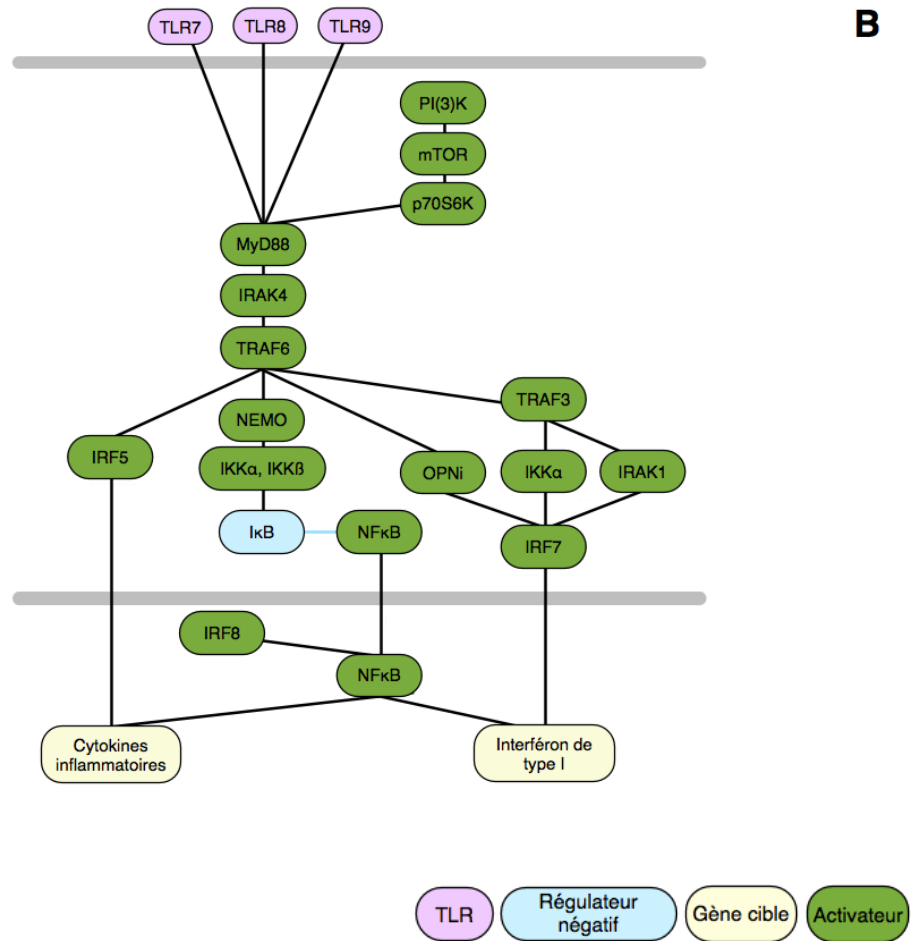 B
TLR7
TLR8
TLR9
PI(3)K
mTOR
p70S6K
MyD88
IRAK4
TRAF6
TRAF3
NEMO
IRF5
IKKα, IKKß
OPNi
IKKα
IRAK1
IκB
NFκB
IRF7
IRF8
NFκB
Cytokines
inflammatoires
Interféron de
type I
TLR
Régulateur
négatif
Gène cible
Activateur